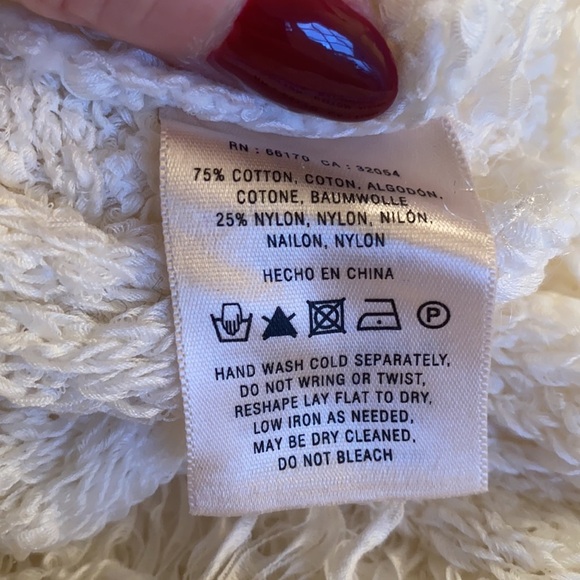 RN : 66170 CA : 32054
75% COTTON, COTON, ALGODÓN,
COTONE, BAUMWOLLE
25% NYLON, NYLON, NILÓN,
NAILON, NYLON
HECHO EN CHINA
P
HAND WASH COLD SEPARATELY,
DO NOT WRING OR TWIST,
RESHAPE LAY FLAT TO DRY,
LOW IRON AS NEEDED,
MAY BE DRY CLEANED,
DO NOT BLEACH